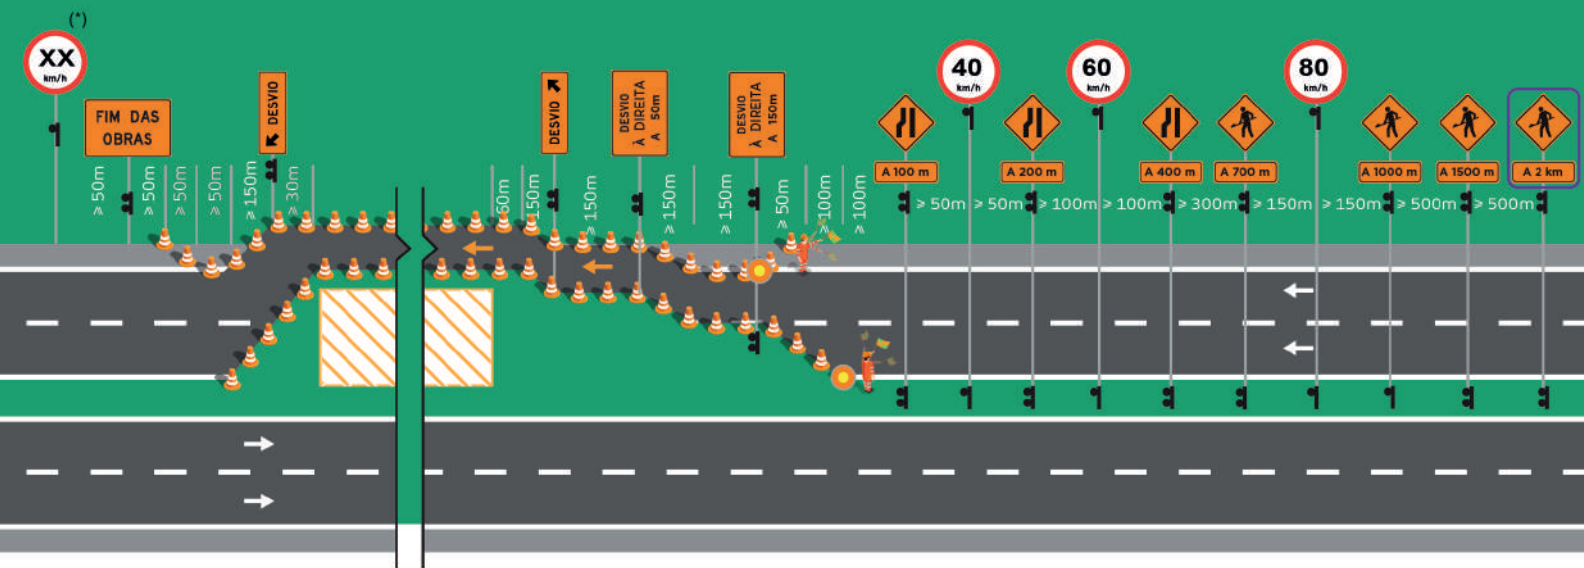 (*)
XX
km/h
FIM DAS
OBRAS
DESVIO
DESVIO
DESVIO
À DIREITA
A 50m
DESVIO
À DIREITA
A 150m
40
km/h
60
km/h
80
km/h
A 100 m
A 200 m
A 400 m
A 700 m
A 1000 m
A 1500 m
A 2 km
⩾ 50m
⩾ 50m
⩾ 50m
⩾ 50m
⩾ 150m
⩾ 30m
60m
150m
⩾ 150m
⩾ 150m
⩾ 150m
⩾ 50m
⩾ 100m
⩾ 100m
> 50m
> 50m
> 100m
> 100m
> 300m
> 150m
> 150m
> 500m
> 500m